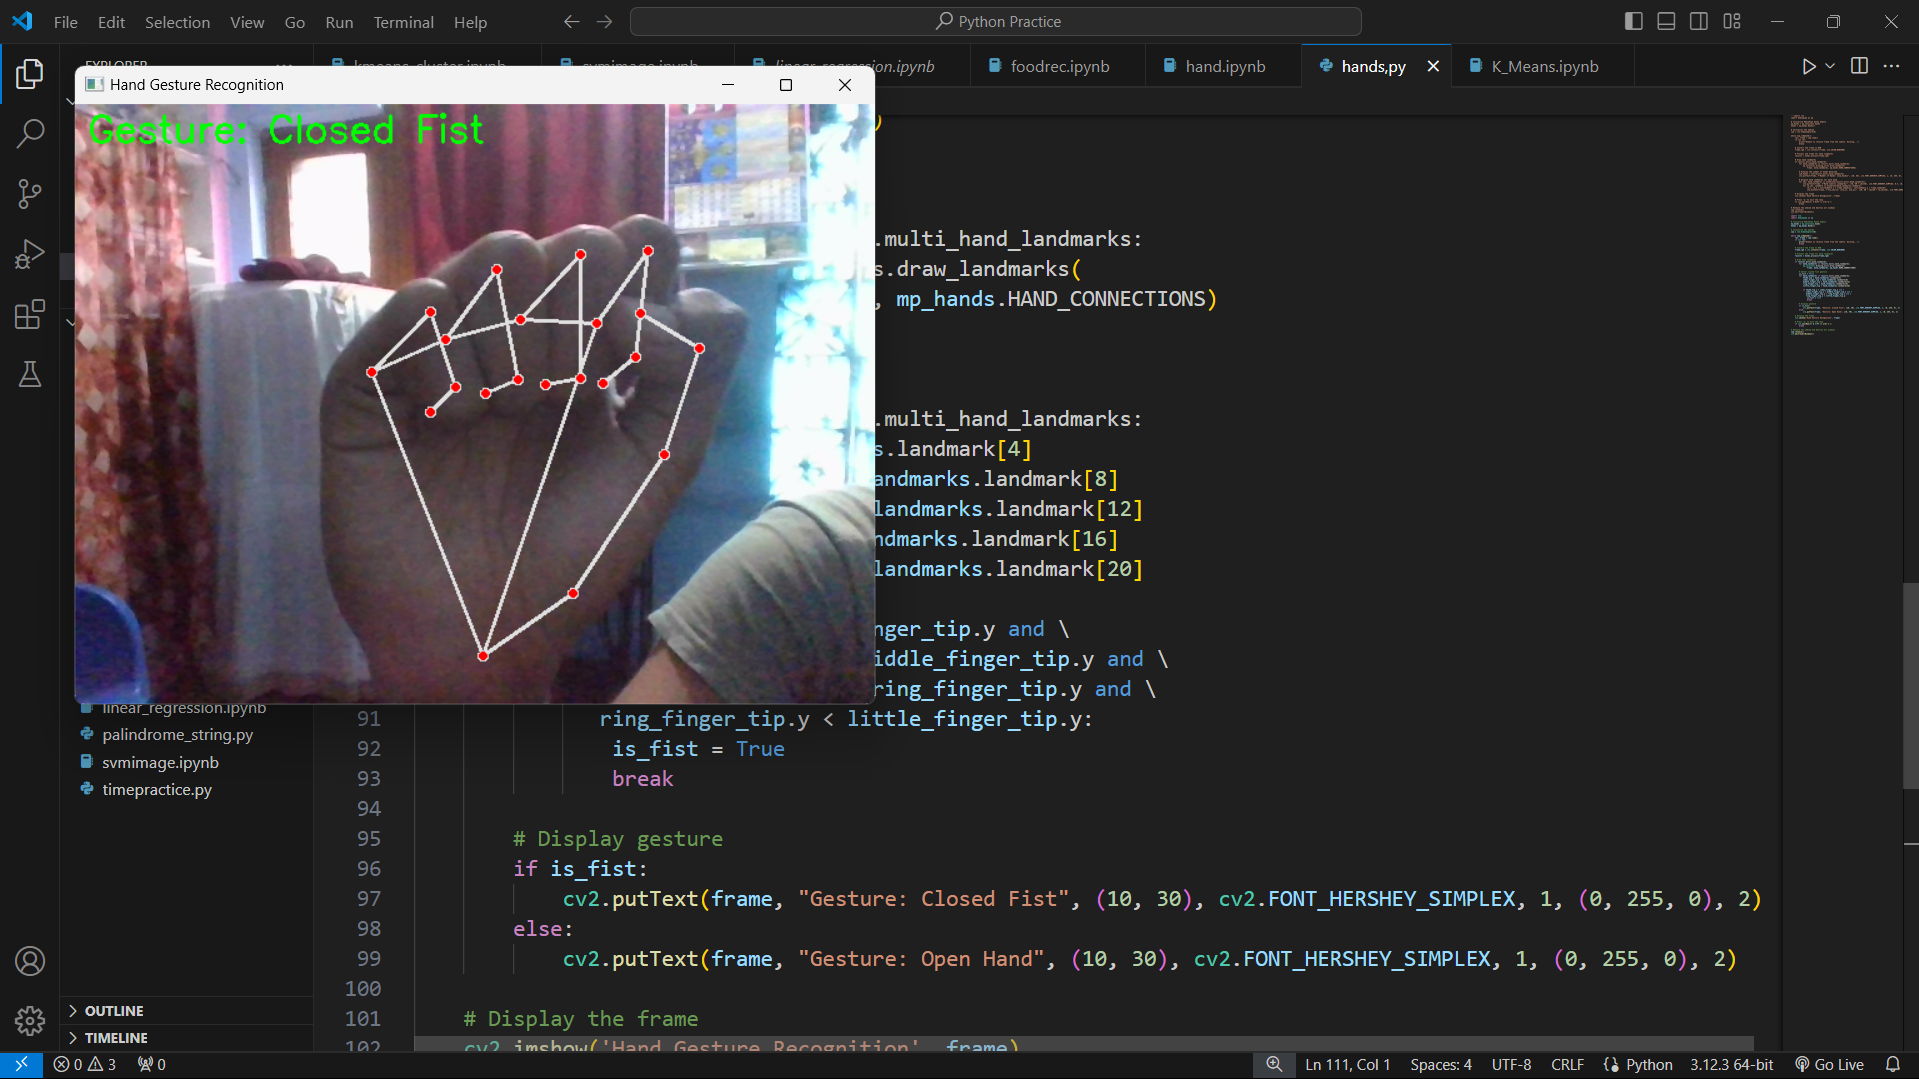 File Edit Selection View Go Run Terminal Help
Python Practice
EXPLORER
kmeans_cluster.ipynb
svmimage.ipynb
linear_regression.ipynb
foodrec.ipynb
hand.ipynb
hands.py
K_Means.ipynb
Hand Gesture Recognition
Gesture: Closed Fist
)
.multi_hand_landmarks:
s.draw_landmarks(
, mp_hands.HAND_CONNECTIONS)
.multi_hand_landmarks:
s.landmark[4]
andmarks.landmark[8]
landmarks.landmark[12]
ndmarks.landmark[16]
landmarks.landmark[20]
nger_tip.y and \
iddle_finger_tip.y and \
ring_finger_tip.y and \
91 ring_finger_tip.y < little_finger_tip.y:
92 is_fist = True
93 break
94
95 # Display gesture
96 if is_fist:
97 cv2.putText(frame, "Gesture: Closed Fist", (10, 30), cv2.FONT_HERSHEY_SIMPLEX, 1, (0, 255, 0), 2)
98 else:
99 cv2.putText(frame, "Gesture: Open Hand", (10, 30), cv2.FONT_HERSHEY_SIMPLEX, 1, (0, 255, 0), 2)
100
101 # Display the frame
102 cv2.imshow('Hand Gesture Recognition', frame)
linear_regression.ipynb
palindrome_string.py
svmimage.ipynb
timepractice.py
OUTLINE
TIMELINE
0 3 0
Ln 111, Col 1 Spaces: 4 UTF-8 CRLF Python 3.12.3 64-bit Go Live